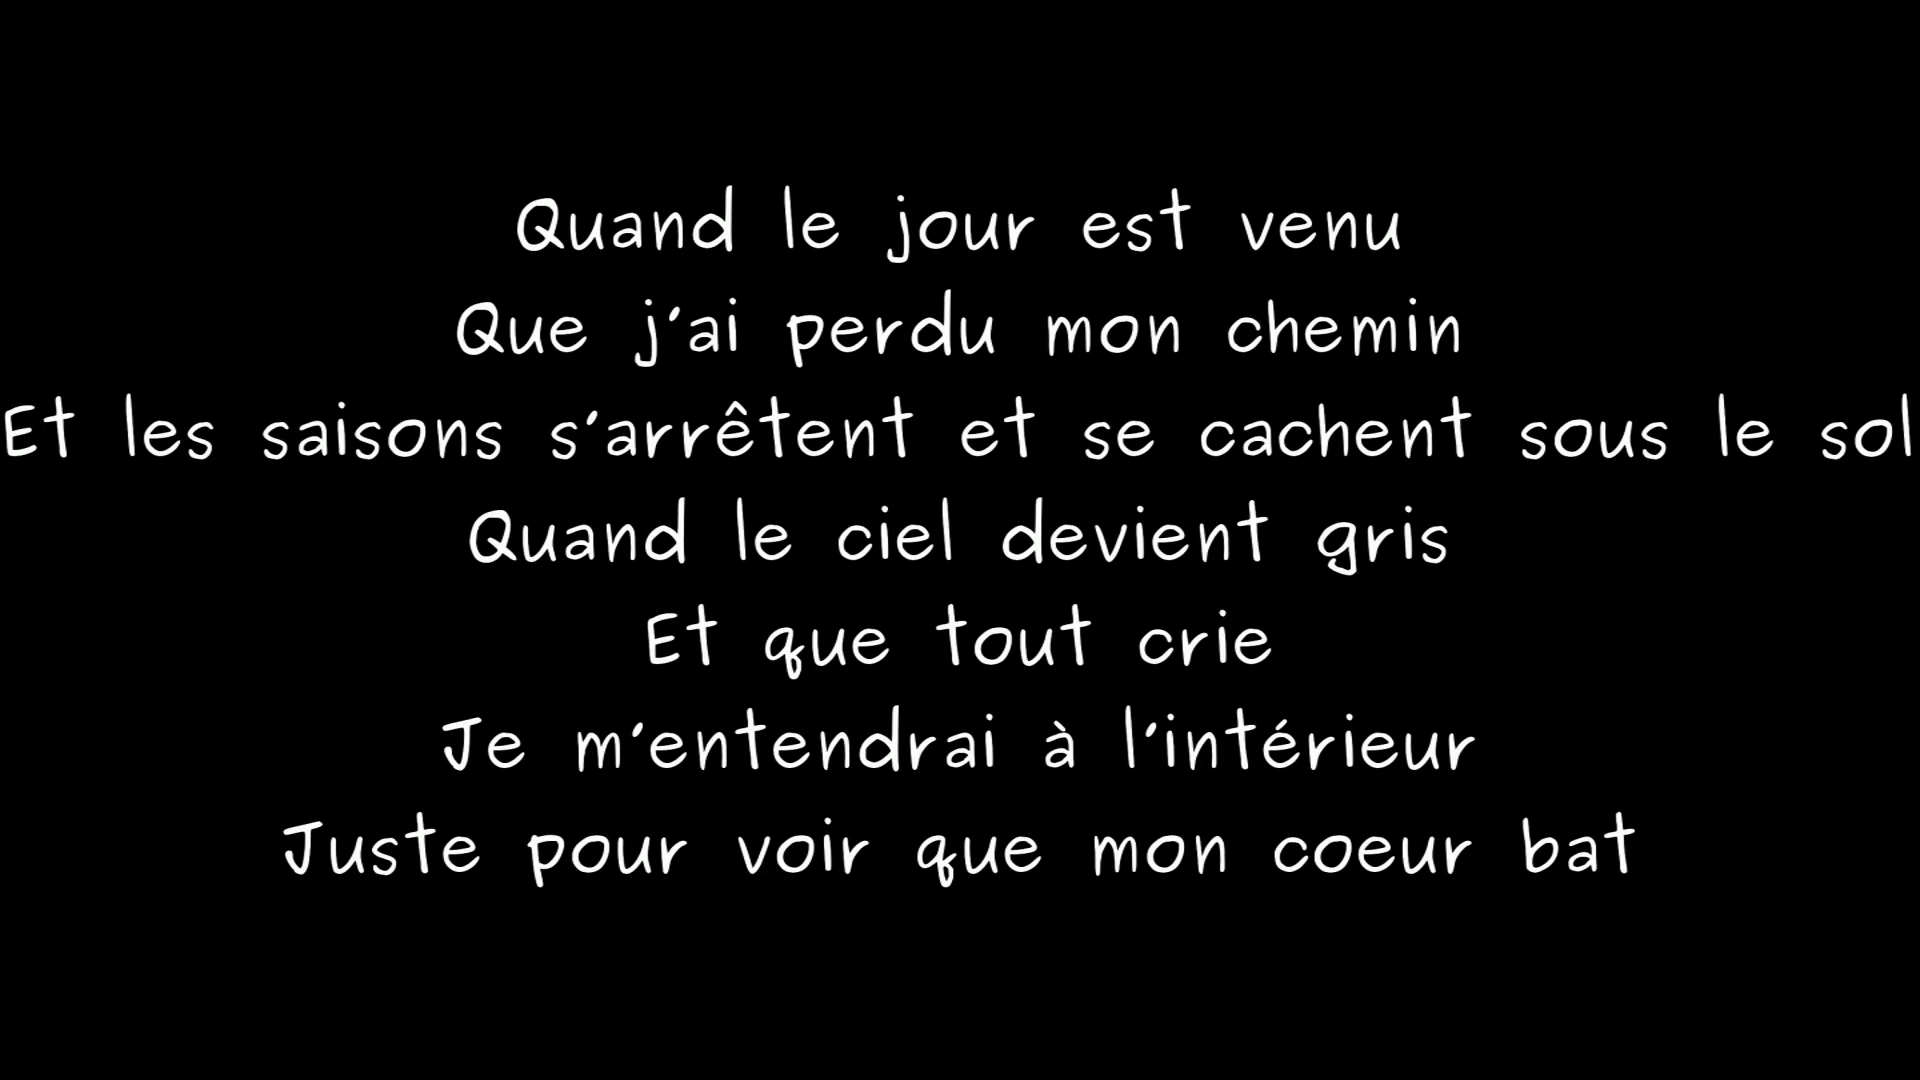 Quand le jour est venu
Que j'ai perdu mon chemin
Et les saisons s'arrêtent et se cachent sous le sol
Quand le ciel devient gris
Et que tout crie
Je m'entendrai à l'intérieur
Juste pour voir que mon coeur bat